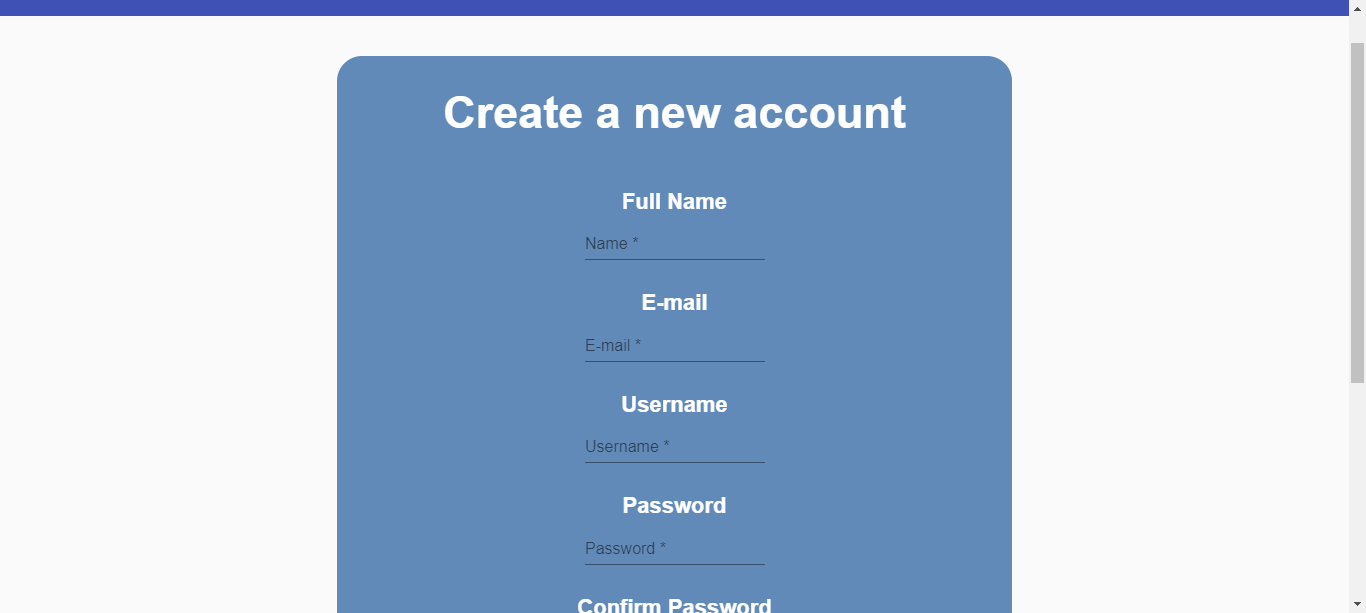 Create a new account
Full Name
Name *
E-mail
E-mail *
Username
Username *
Password
Password *
Confirm Password